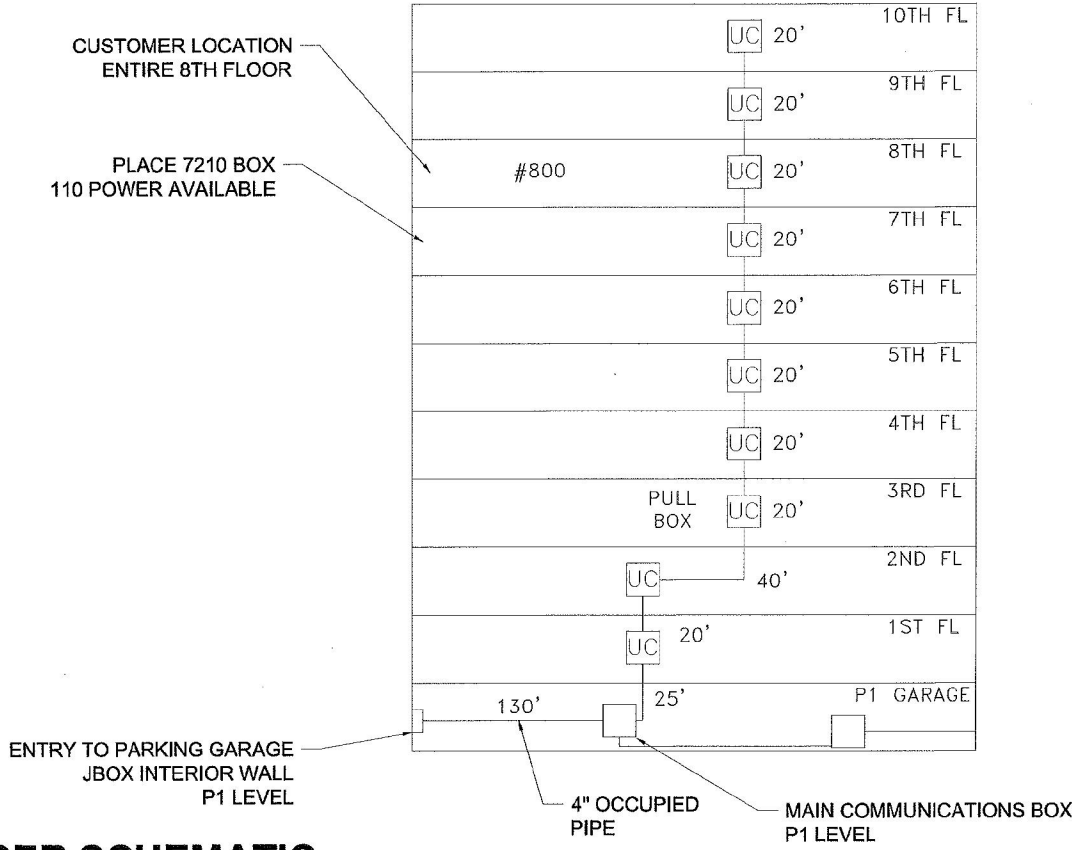 10TH FL
UC 20'
CUSTOMER LOCATION
ENTIRE 8TH FLOOR
9TH FL
UC 20'
PLACE 7210 BOX
110 POWER AVAILABLE
8TH FL
#800
UC 20'
7TH FL
UC 20'
6TH FL
UC 20'
5TH FL
UC 20'
4TH FL
UC 20'
3RD FL
PULL
BOX
UC 20'
2ND FL
UC
40'
1ST FL
20'
UC
P1 GARAGE
25'
130'
ENTRY TO PARKING GARAGE
JBOX INTERIOR WALL
P1 LEVEL
4" OCCUPIED
PIPE
MAIN COMMUNICATIONS BOX
P1 LEVEL
SCHEMATIC